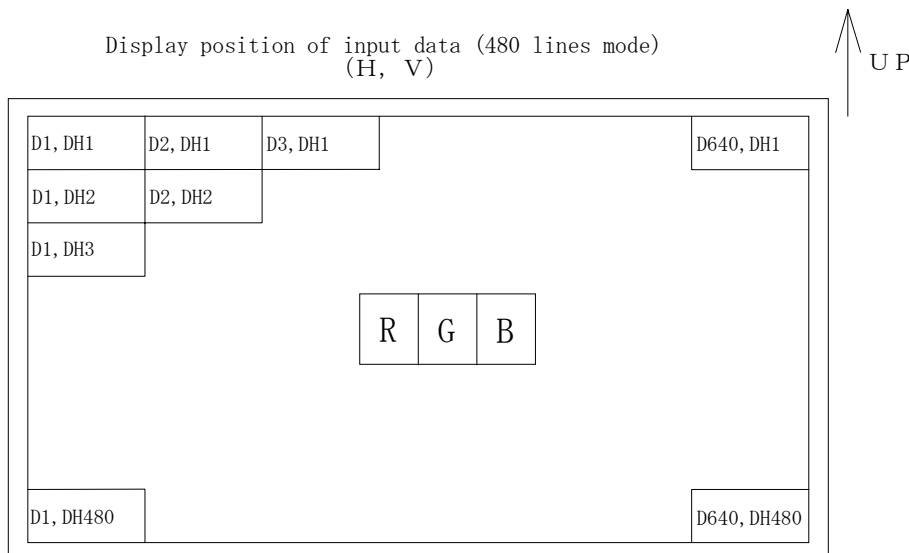 Display position of input data (480 lines mode)
(H, V)
UP
D1, DH1 D2, DH1 D3, DH1 D640, DH1
D1, DH2 D2, DH2
D1, DH3
R G B
D1, DH480 D640, DH480